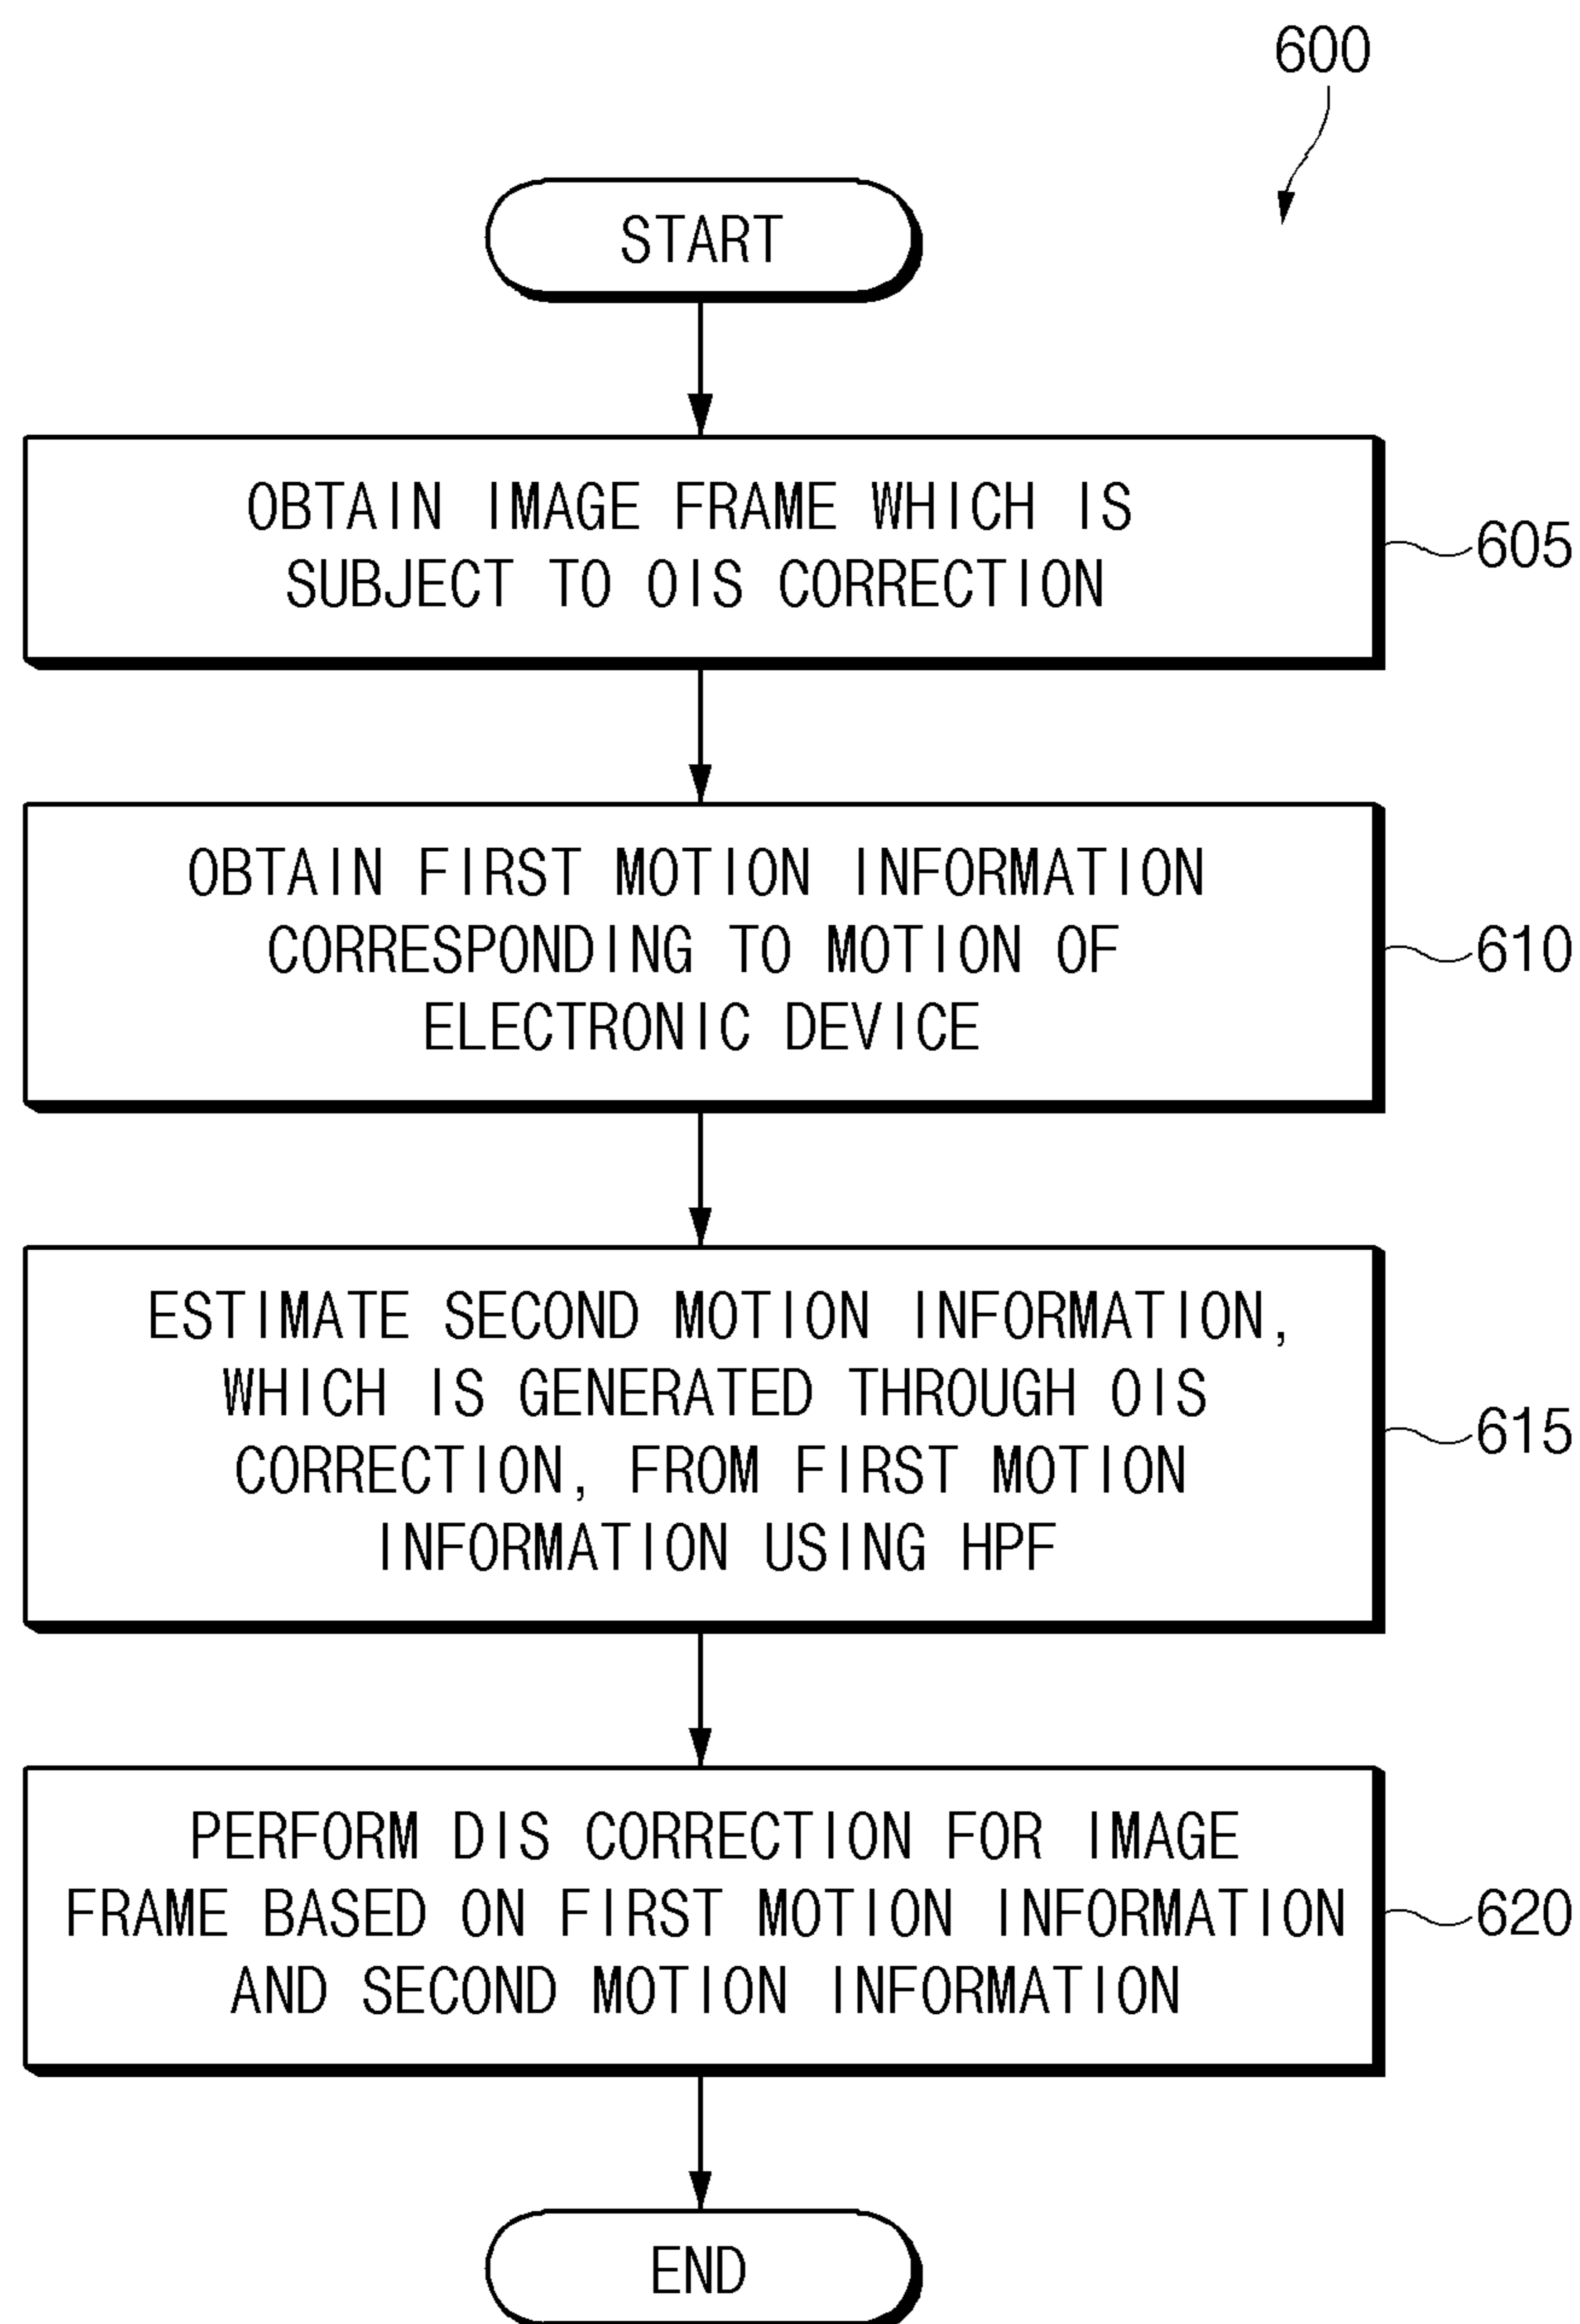 600
START
OBTAIN IMAGE FRAME WHICH IS
SUBJECT TO OIS CORRECTION
605
OBTAIN FIRST MOTION INFORMATION
CORRESPONDING TO MOTION OF
ELECTRONIC DEVICE
610
ESTIMATE SECOND MOTION INFORMATION,
WHICH IS GENERATED THROUGH OIS
CORRECTION, FROM FIRST MOTION
INFORMATION USING HPF
615
PERFORM DIS CORRECTION FOR IMAGE
FRAME BASED ON FIRST MOTION INFORMATION
AND SECOND MOTION INFORMATION
620
END